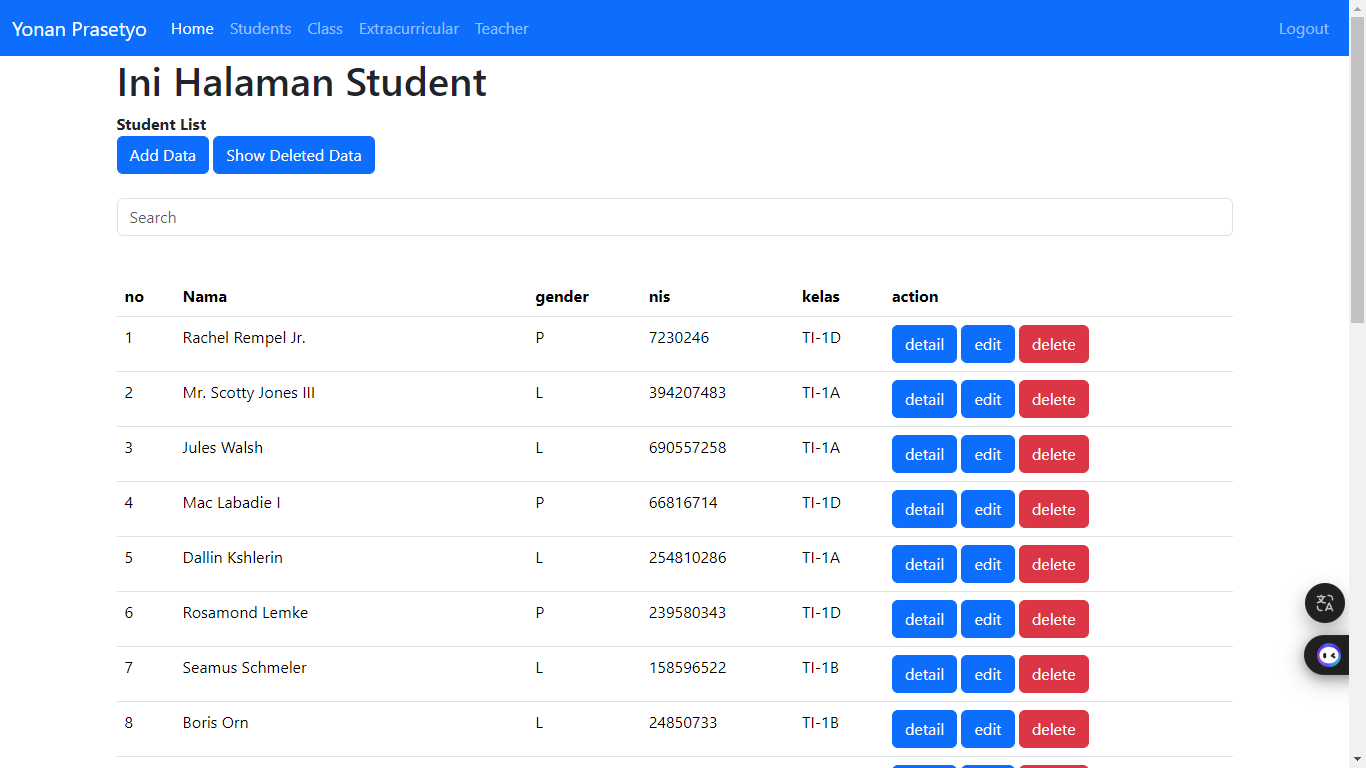 Yonan Prasetyo Home Students Class Extracurricular Teacher Logout
Ini Halaman Student
Student List
Add Data Show Deleted Data
Search
no Nama gender nis kelas action
1 Rachel Rempel Jr. P 7230246 TI-1D detail edit delete
2 Mr. Scotty Jones III L 394207483 TI-1A detail edit delete
3 Jules Walsh L 690557258 TI-1A detail edit delete
4 Mac Labadie I P 66816714 TI-1D detail edit delete
5 Dallin Kshlerin L 254810286 TI-1A detail edit delete
6 Rosamond Lemke P 239580343 TI-1D detail edit delete
7 Seamus Schmeler L 158596522 TI-1B detail edit delete
8 Boris Orn L 24850733 TI-1B detail edit delete